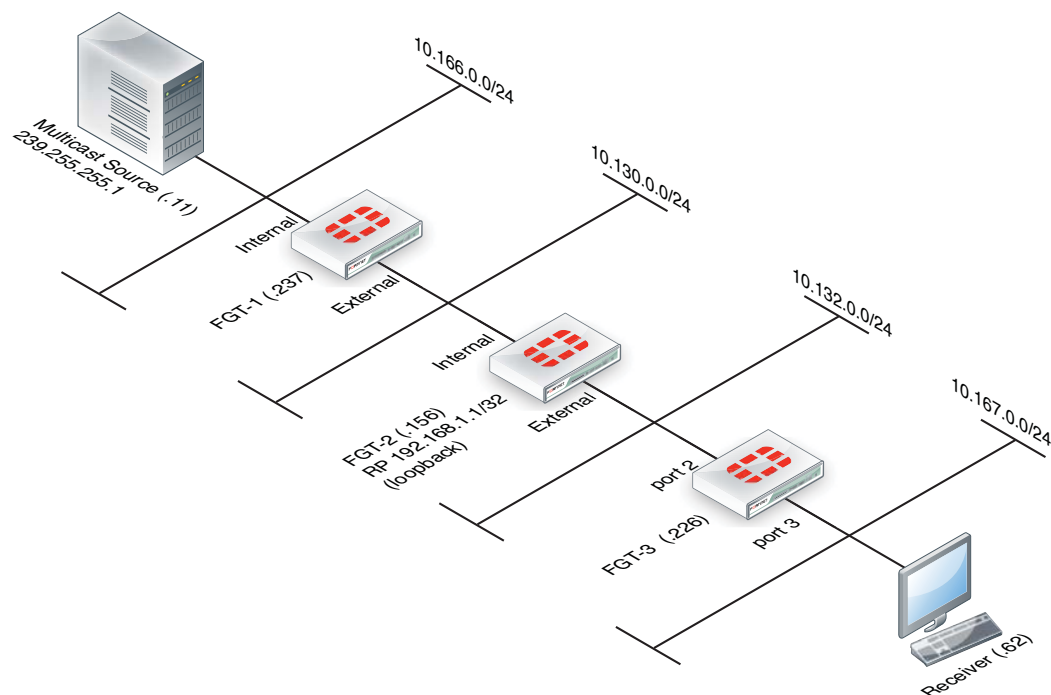 10.166.0.0/24
Multicast Source (.11)
239.255.255.1
10.130.0.0/24
Internal
FGT-1 (.237)
External
10.132.0.0/24
Internal
FGT-2 (.156)
RP 192.168.1.1/32
(loopback)
External
10.167.0.0/24
port 2
FGT-3 (.226)
port 3
Receiver (.62)